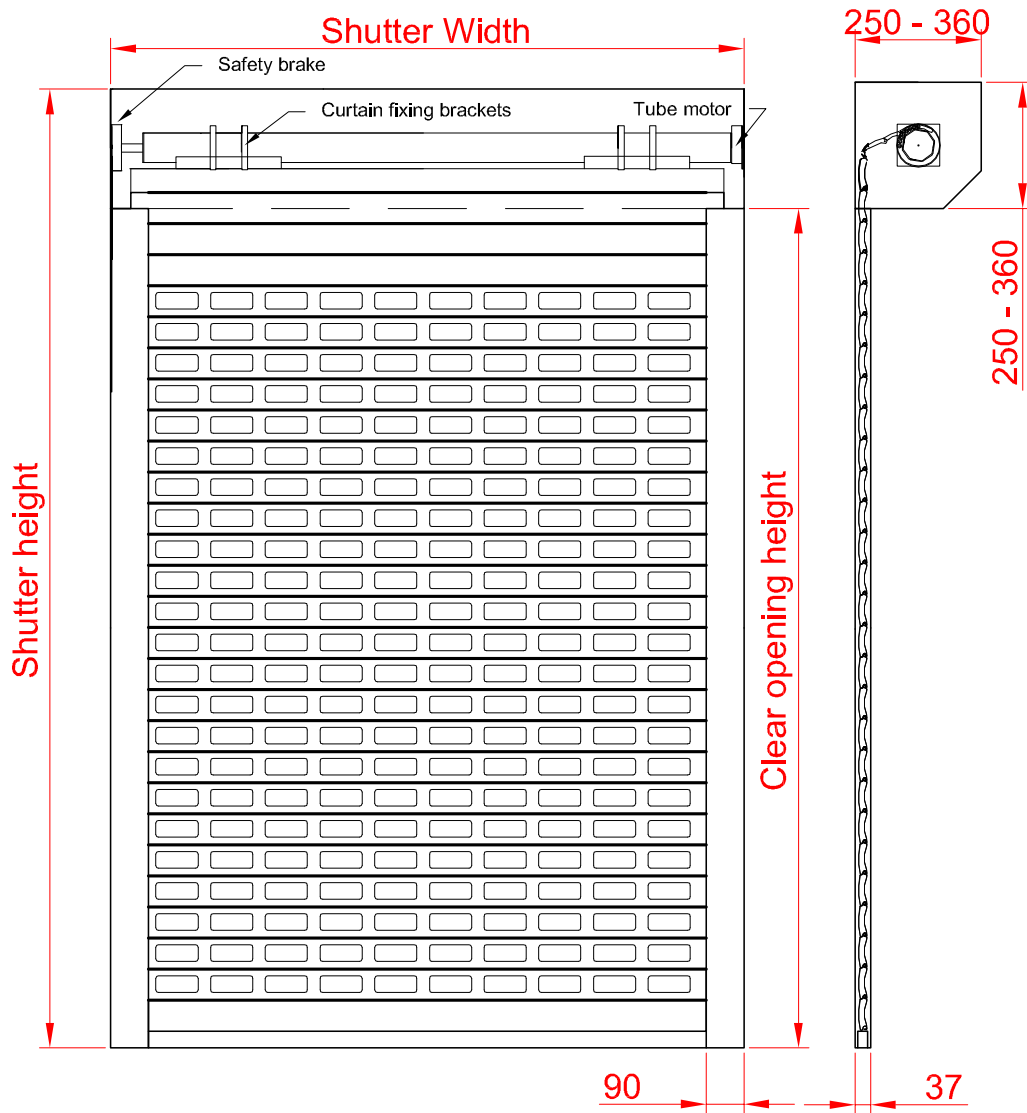 Shutter Width
250 - 360
Safety brake
Curtain fixing brackets
Tube motor
250 - 360
Shutter height
Clear opening height
90
37